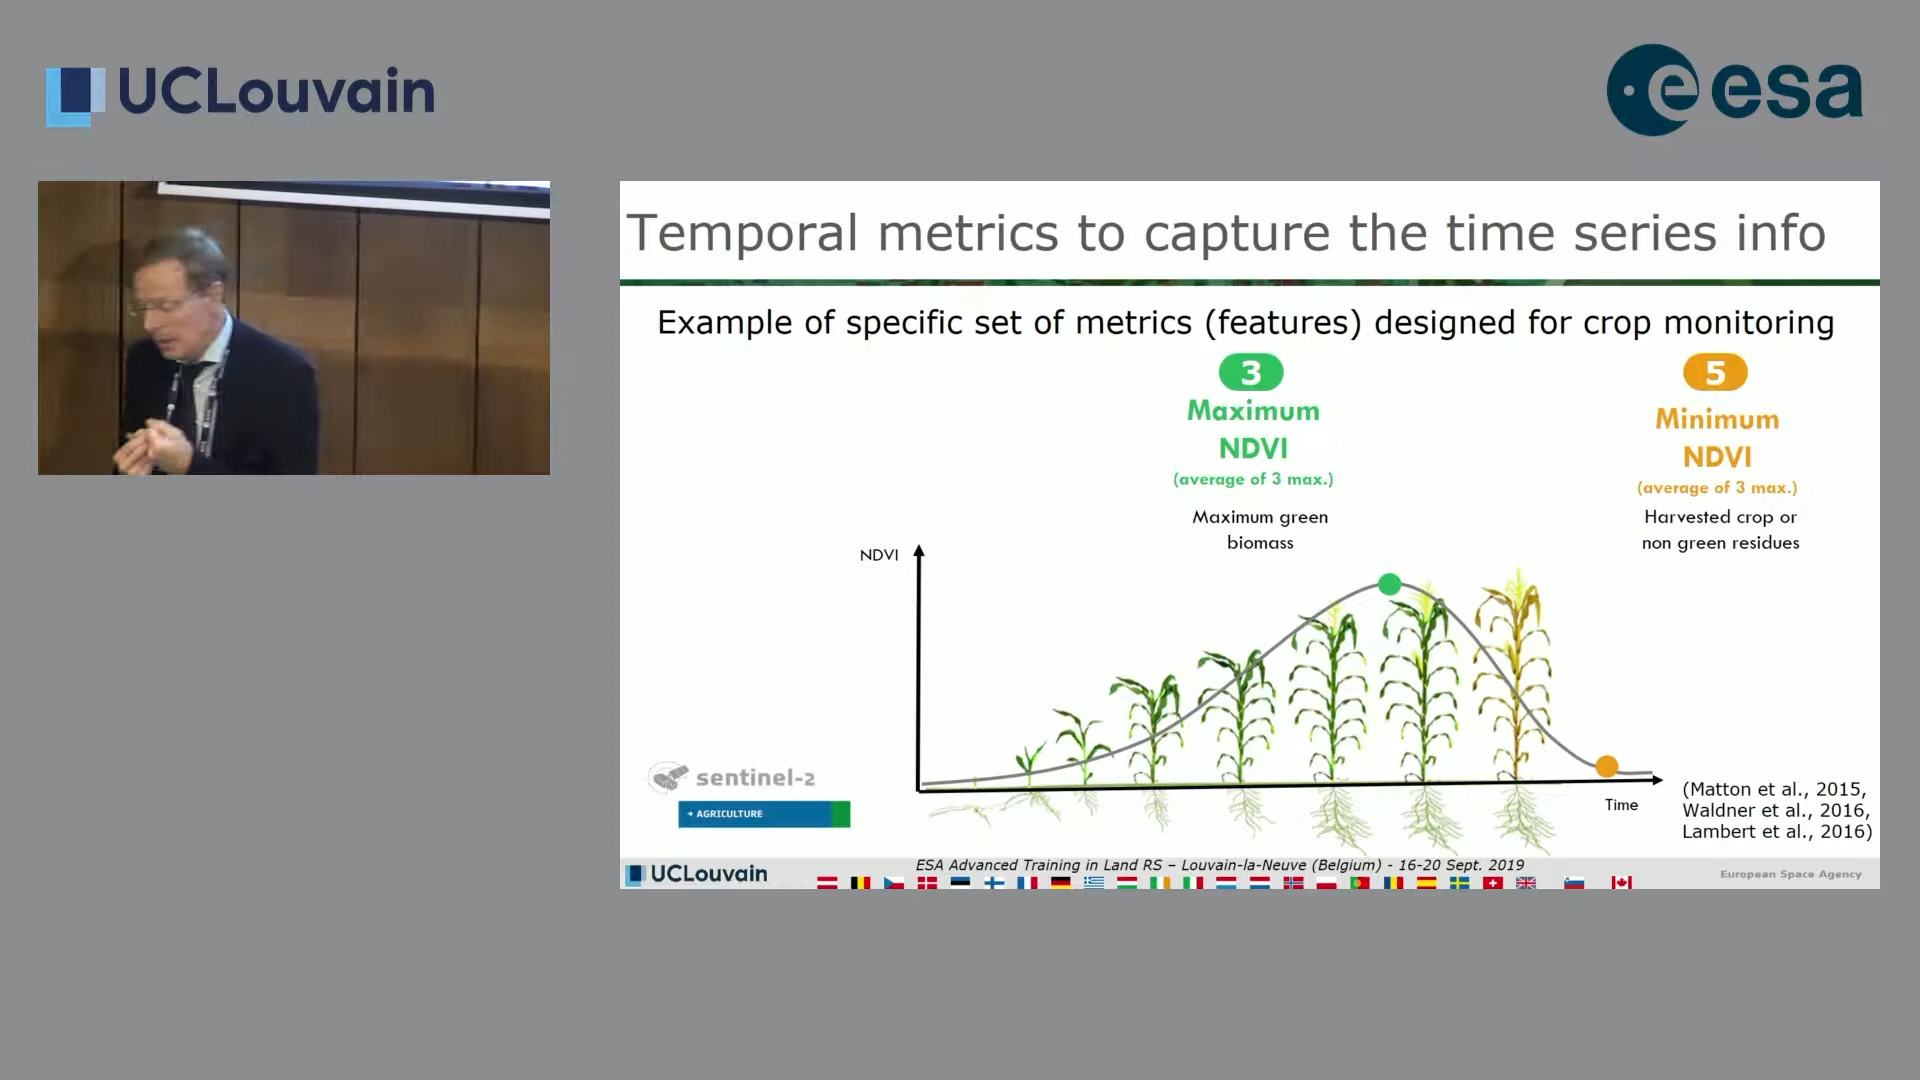 UCLouvain
esa
Temporal metrics to capture the time series info
Example of specific set of metrics (features) designed for crop monitoring
3
Maximum
NDVI
(average of 3 max.)
Maximum green
biomass
5
Minimum
NDVI
(average of 3 max.)
Harvested crop or
non green residues
NDVI
Time
sentinel-2
→ AGRICULTURE
(Matton et al., 2015,
Waldner et al., 2016,
Lambert et al., 2016)
UCLouvain
ESA Advanced Training in Land RS – Louvain-la-Neuve (Belgium) - 16-20 Sept. 2019
European Space Agency